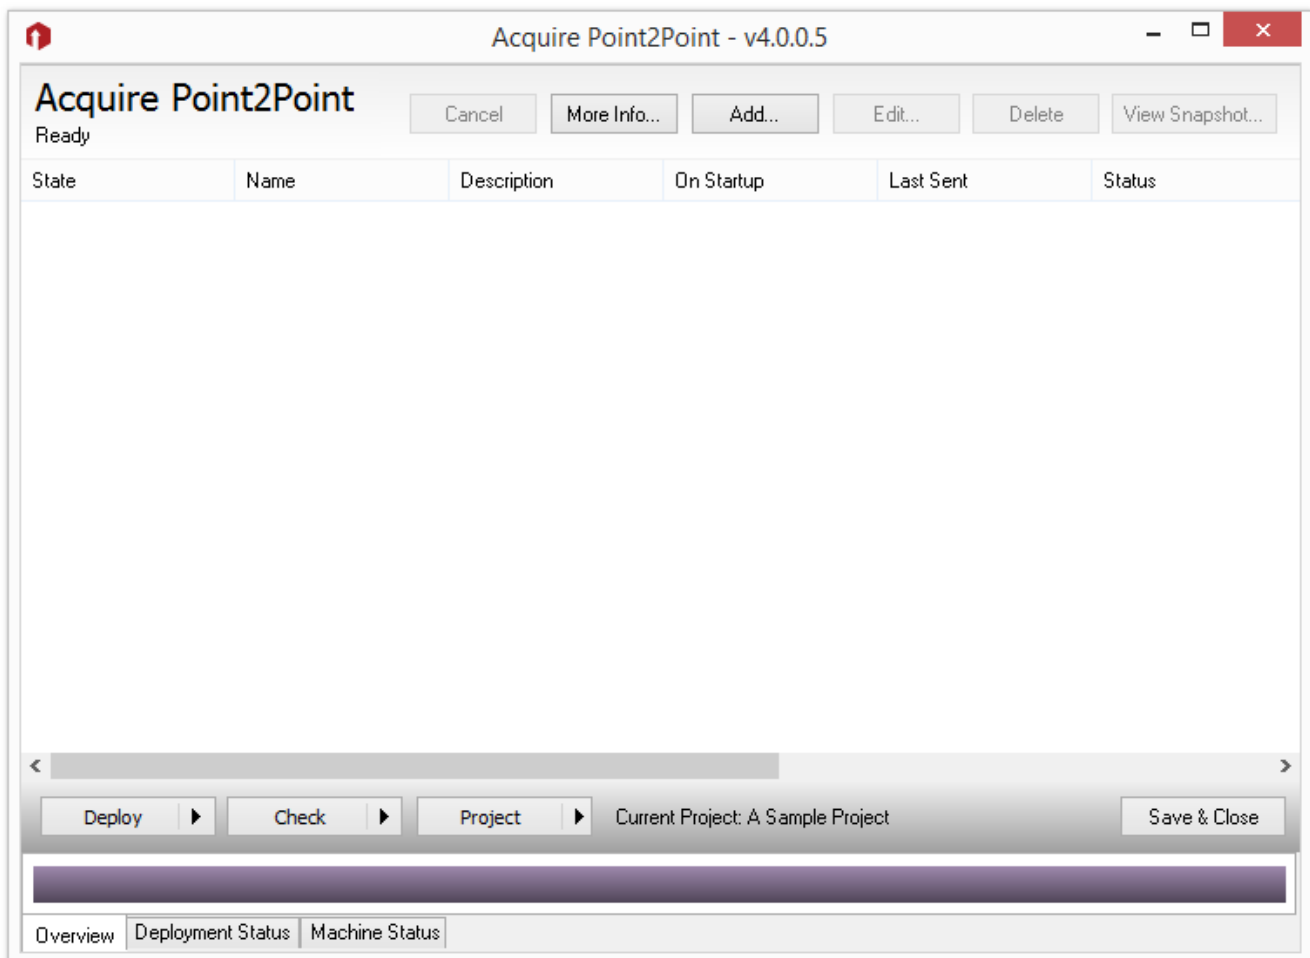 Acquire Point2Point - v4.0.0.5
Acquire Point2Point
Ready
Cancel More Info... Add... Edit... Delete View Snapshot...
State Name Description On Startup Last Sent Status
Deploy Check Project Current Project: A Sample Project Save & Close
Overview Deployment Status Machine Status